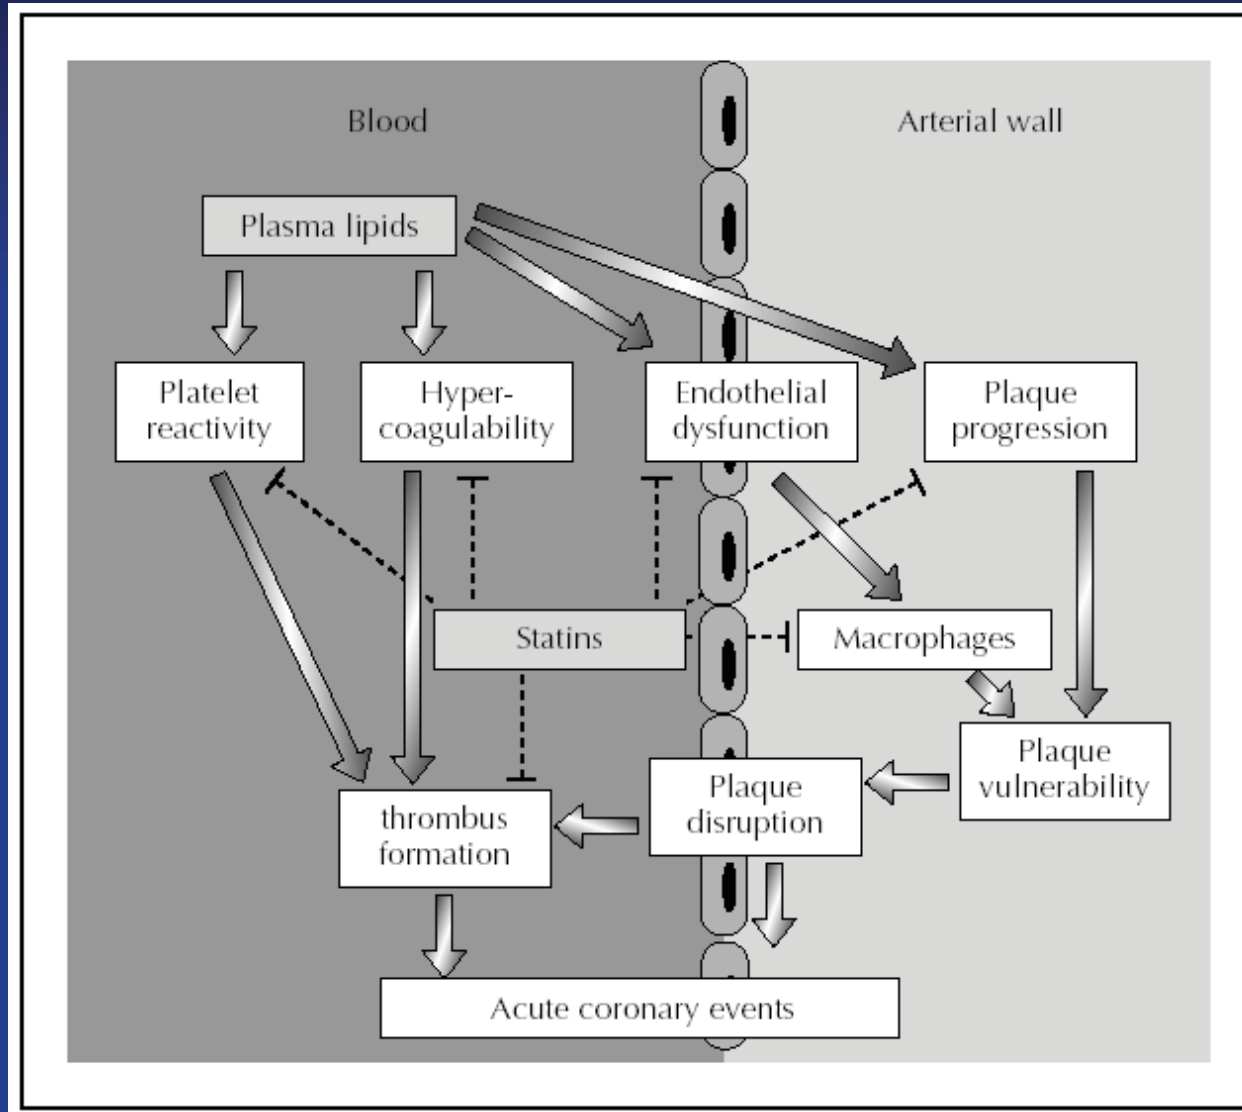 Blood
Arterial wall
Plasma lipids
Platelet
reactivity
Hyper-
coagulability
Endothelial
dysfunction
Plaque
progression
Statins
Macrophages
Plaque
vulnerability
Plaque
disruption
thrombus
formation
Acute coronary events